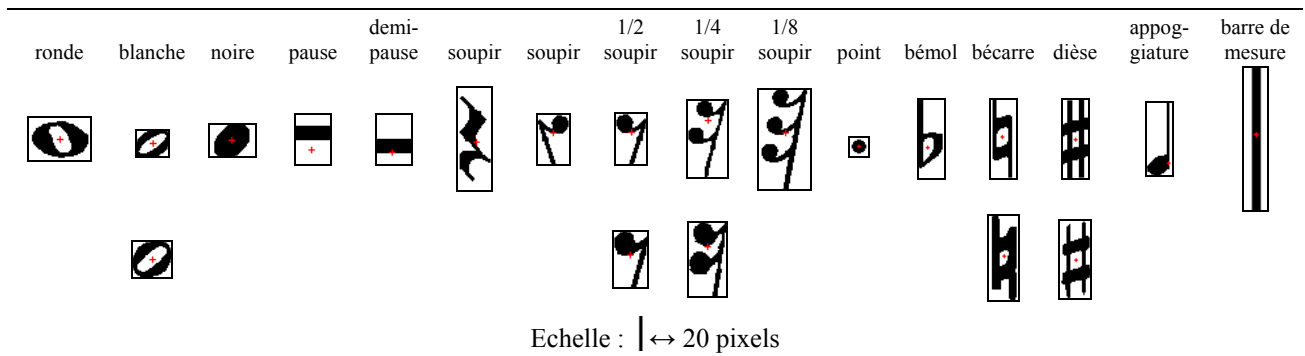 ronde blanche noire pause demi-pause soupir soupir 1/2 soupir 1/4 soupir 1/8 soupir point bémol bécarre dièse appog-giature barre de mesure
Echelle : ↔ 20 pixels